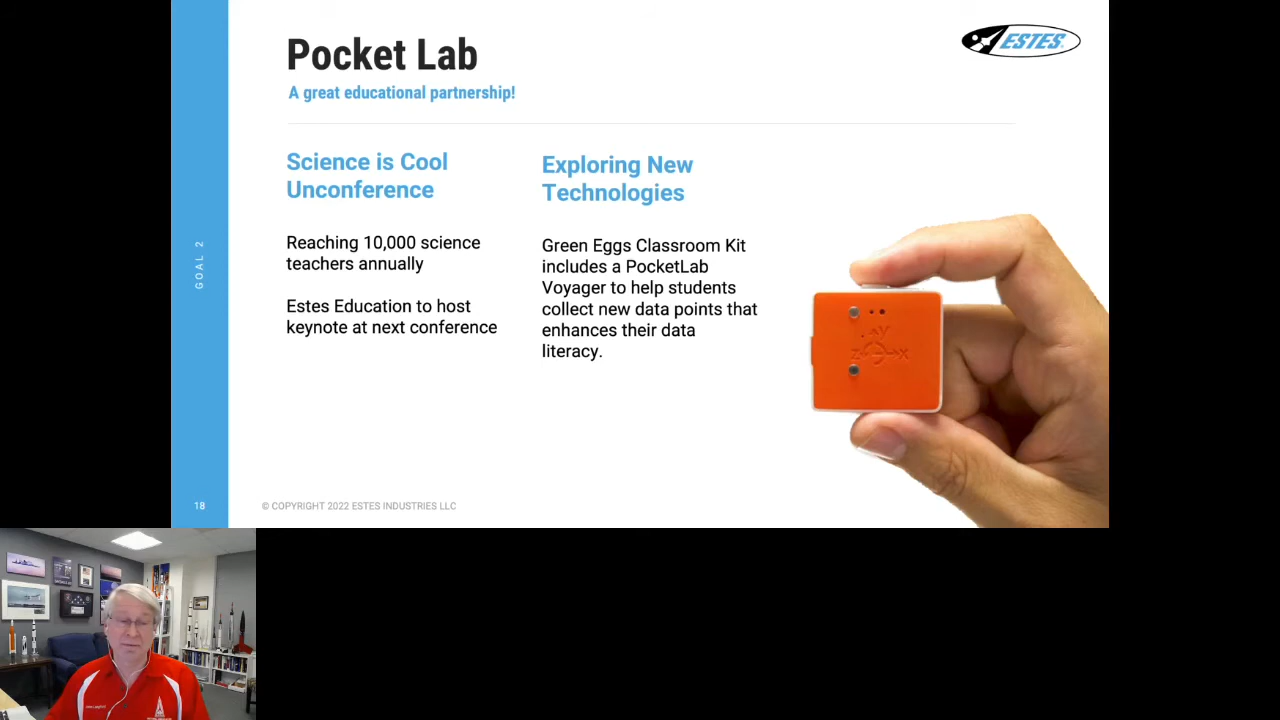 Pocket Lab
A great educational partnership!
ESTES
Science is Cool
Unconference
Reaching 10,000 science
teachers annually
Estes Education to host
keynote at next conference
Exploring New
Technologies
Green Eggs Classroom Kit
includes a PocketLab
Voyager to help students
collect new data points that
enhances their data
literacy.
y
z x
GOAL 2
18
© COPYRIGHT 2022 ESTES INDUSTRIES LLC